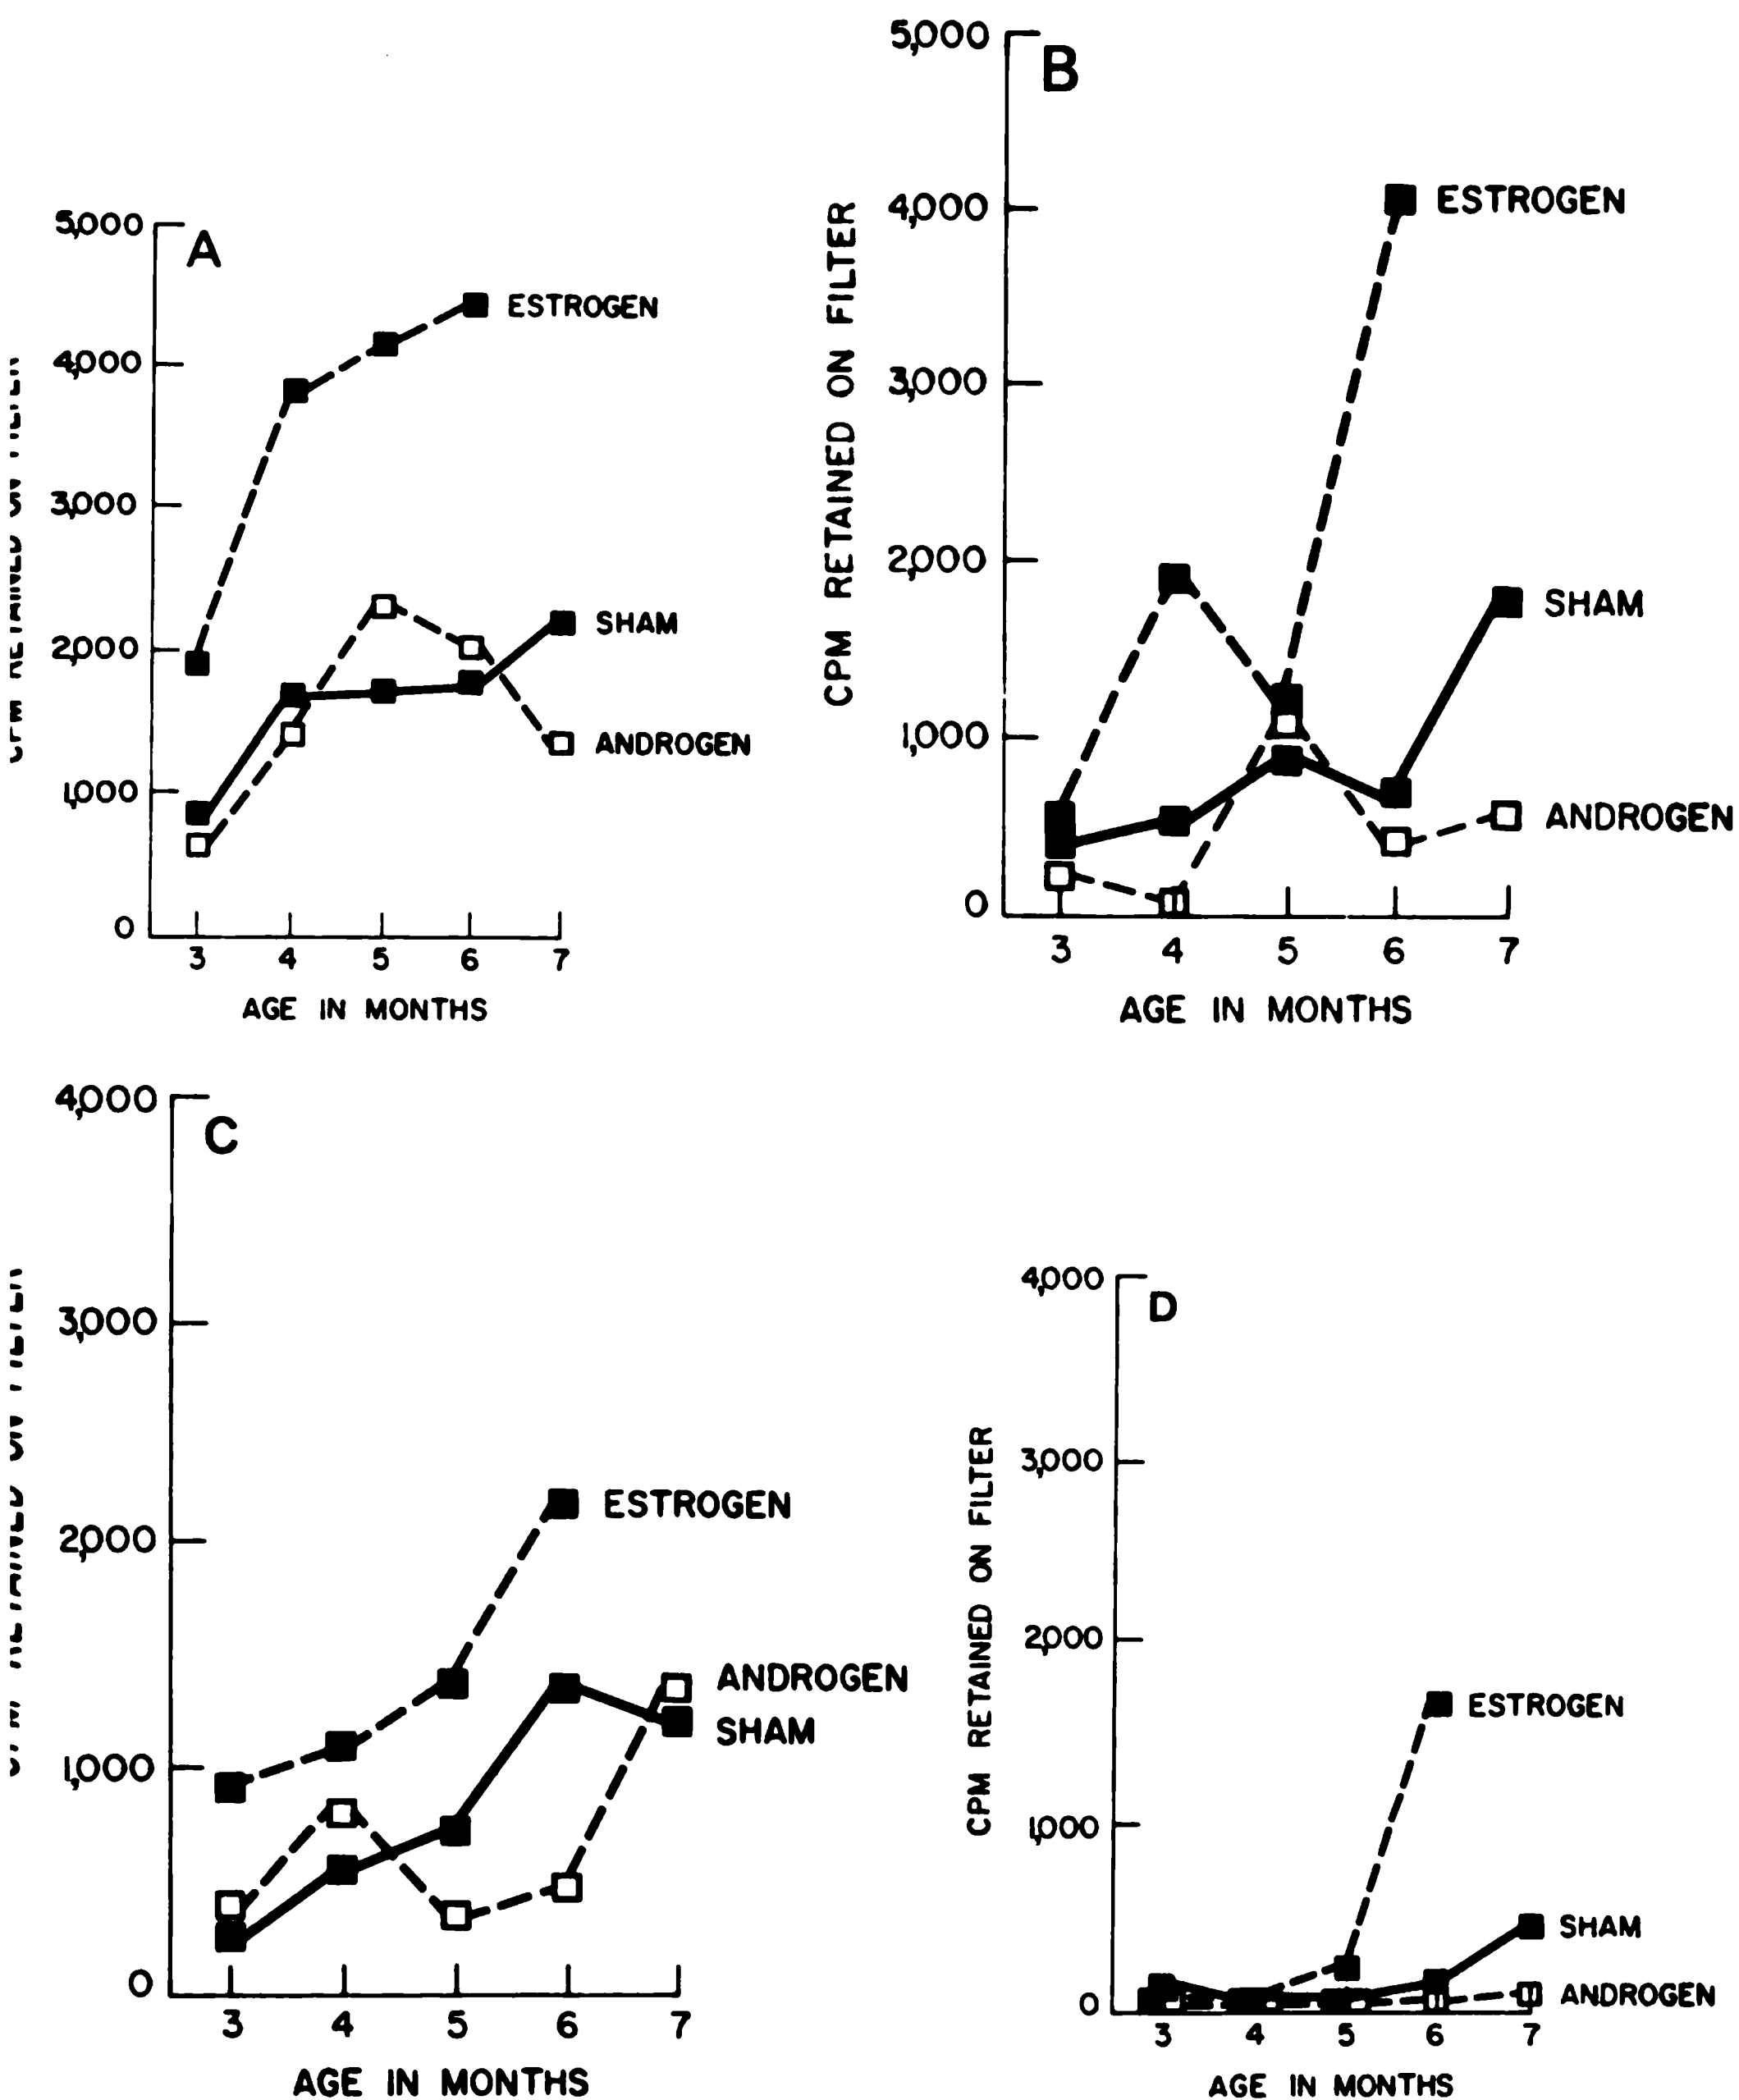 5,000
A
4,000
3,000
2,000
1,000
0
ESTROGEN
SHAM
ANDROGEN
3 4 5 6 7
AGE IN MONTHS
5,000
B
4,000
3,000
2,000
1,000
0
CPM RETAINED ON FILTER
ESTROGEN
SHAM
ANDROGEN
3 4 5 6 7
AGE IN MONTHS
4,000
C
3,000
2,000
1,000
0
ESTROGEN
ANDROGEN
SHAM
3 4 5 6 7
AGE IN MONTHS
4,000
D
3,000
2,000
1,000
0
CPM RETAINED ON FILTER
ESTROGEN
SHAM
ANDROGEN
3 4 5 6 7
AGE IN MONTHS